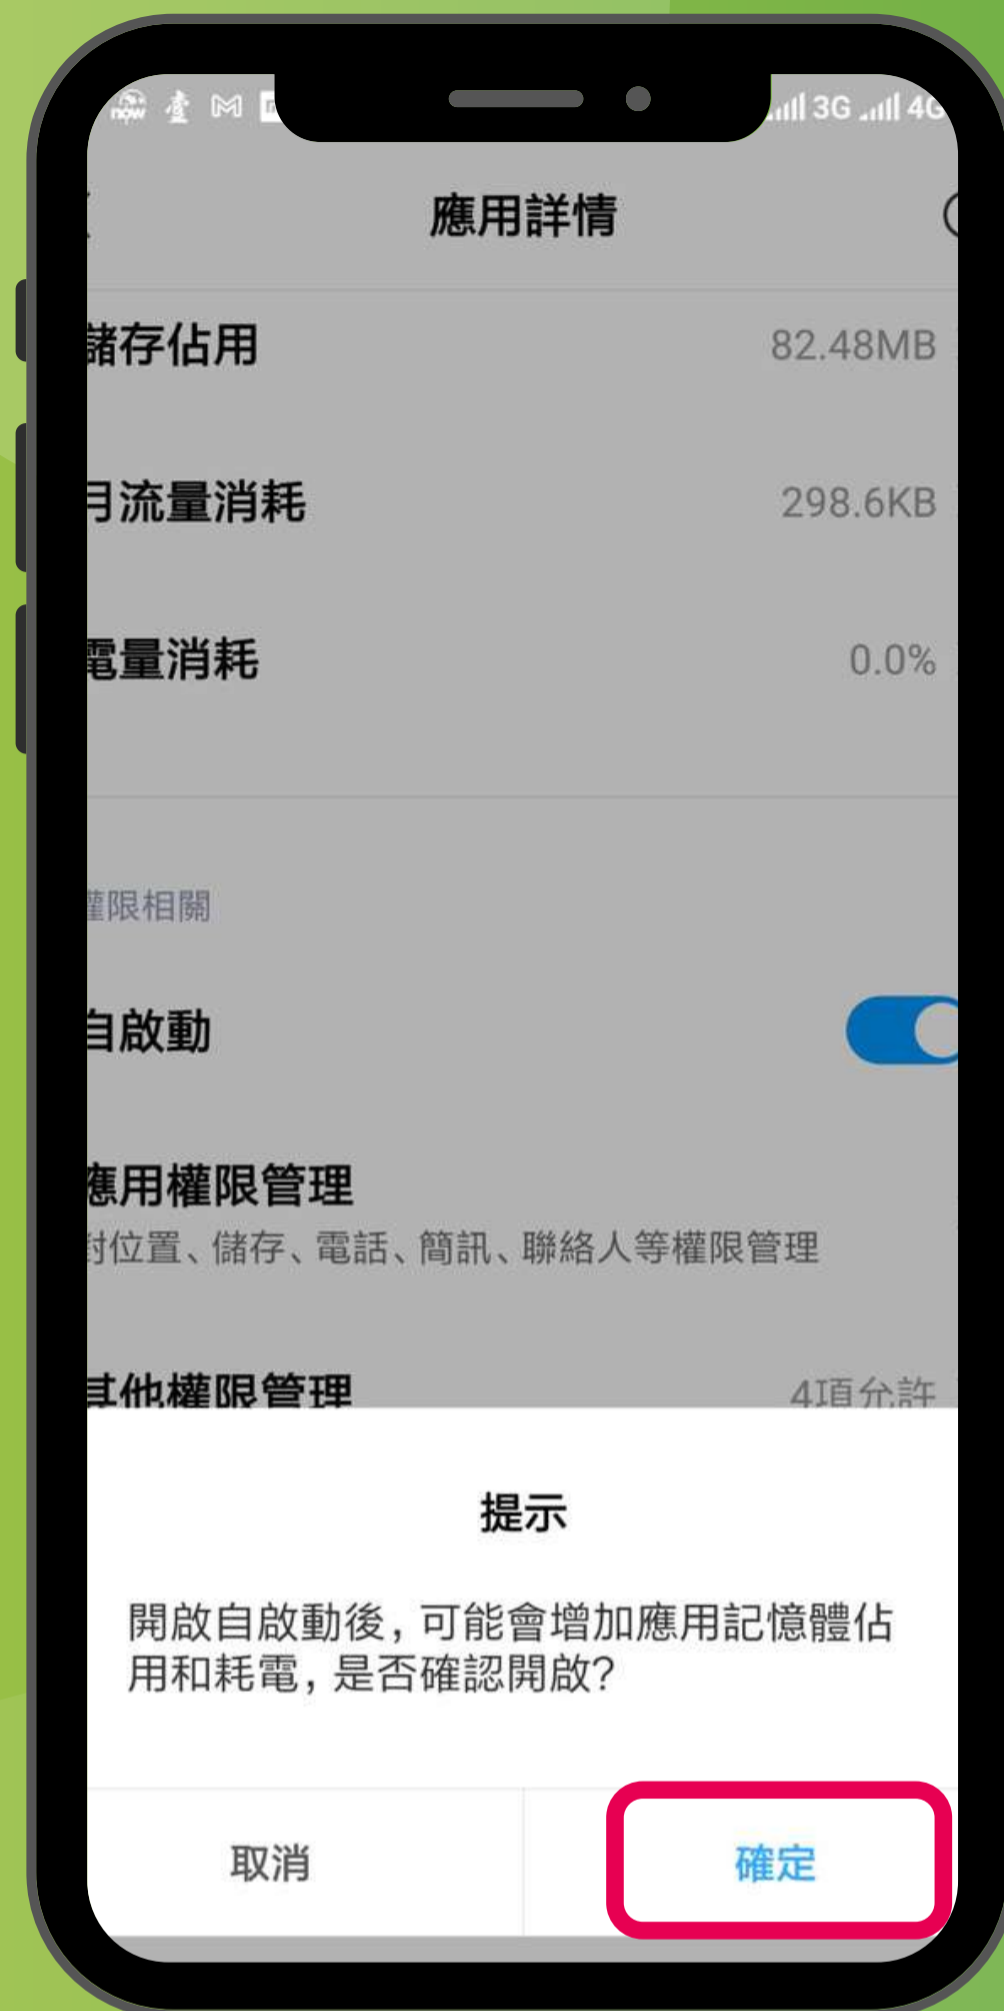 now 臺
3G 4G
應用詳情
儲存佔用 82.48MB
月流量消耗 298.6KB
電量消耗 0.0%
權限相關
自啟動
應用權限管理
對位置、儲存、電話、簡訊、聯絡人等權限管理
其他權限管理 4項允許
提示
開啟自啟動後，可能會增加應用記憶體佔
用和耗電，是否確認開啟?
取消 確定